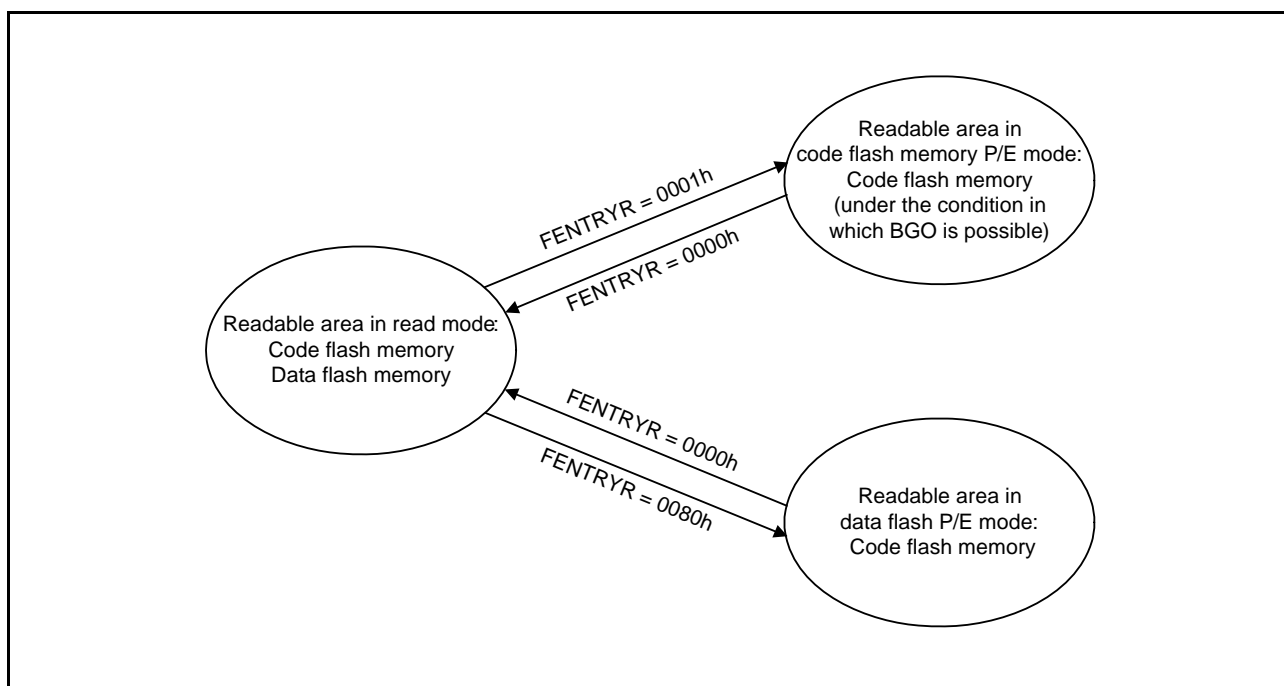 Readable area in
code flash memory P/E mode:
Code flash memory
(under the condition in
which BGO is possible)
FENTRYR = 0001h
FENTRYR = 0000h
Readable area in read mode:
Code flash memory
Data flash memory
FENTRYR = 0000h
FENTRYR = 0080h
Readable area in
data flash P/E mode:
Code flash memory